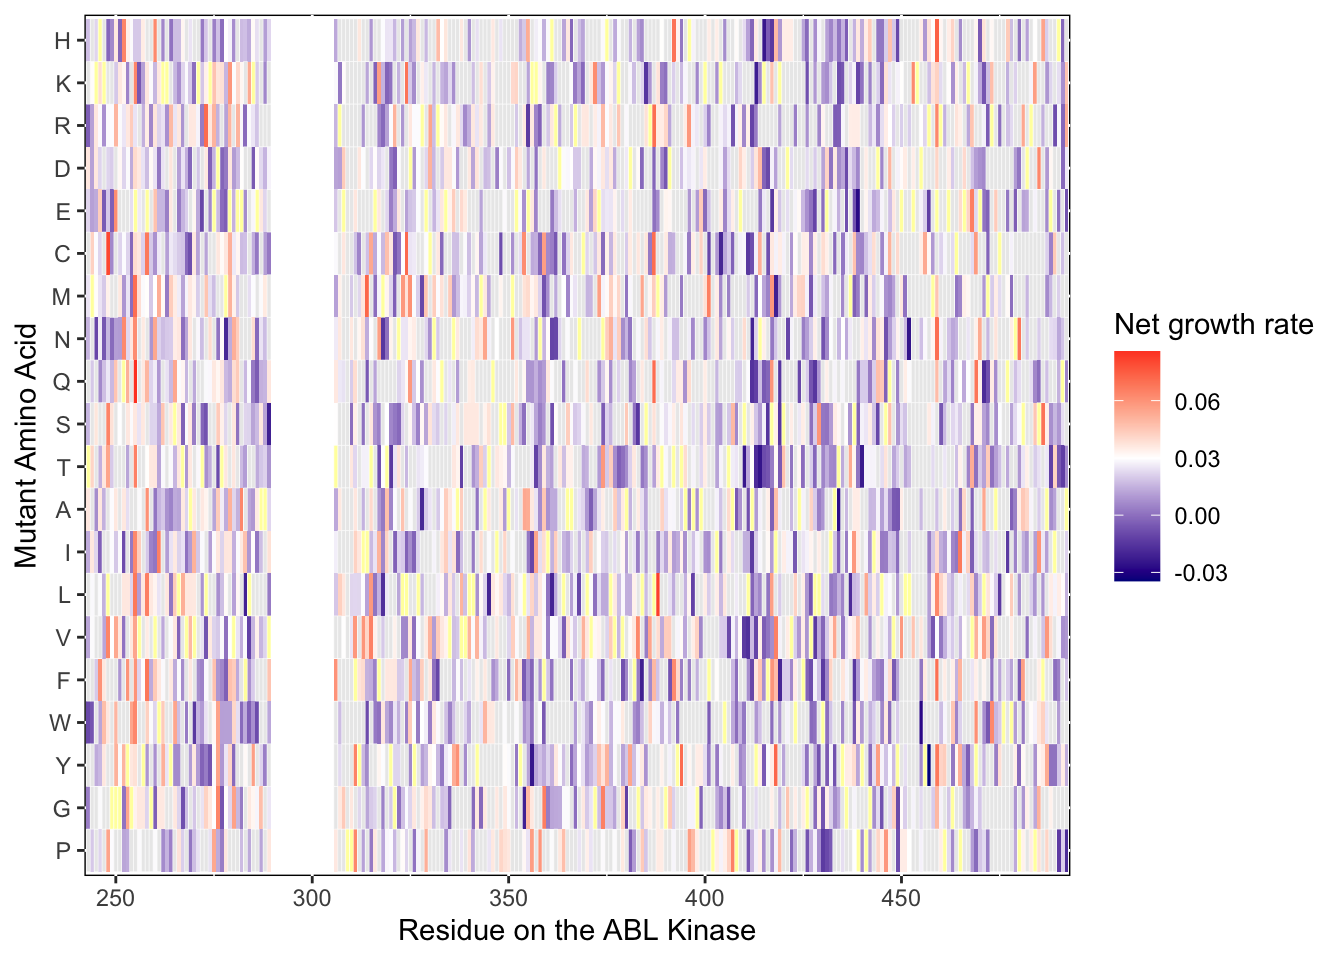 H
K
R
D
E
C
M
N
Q
S
T
A
I
L
V
F
W
Y
G
P
Mutant Amino Acid
250 300 350 400 450
Residue on the ABL Kinase
Net growth rate
0.06
0.03
0.00
-0.03